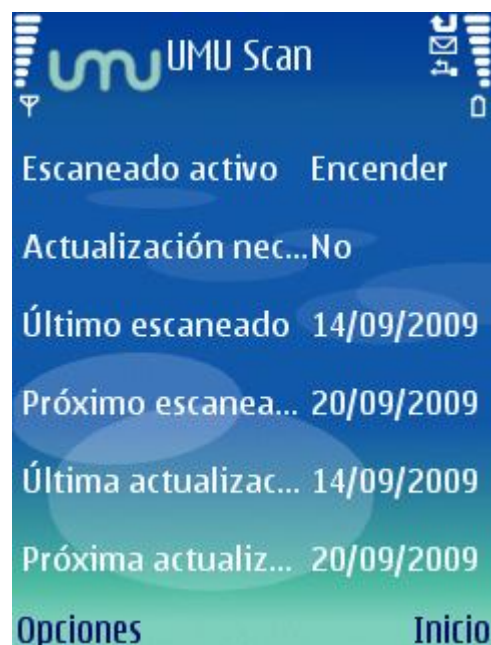 umu UMU Scan
Escaneado activo Encender
Actualización nec... No
Último escaneado 14/09/2009
Próximo escanea... 20/09/2009
Última actualizac... 14/09/2009
Próxima actualiz... 20/09/2009
Opciones Inicio